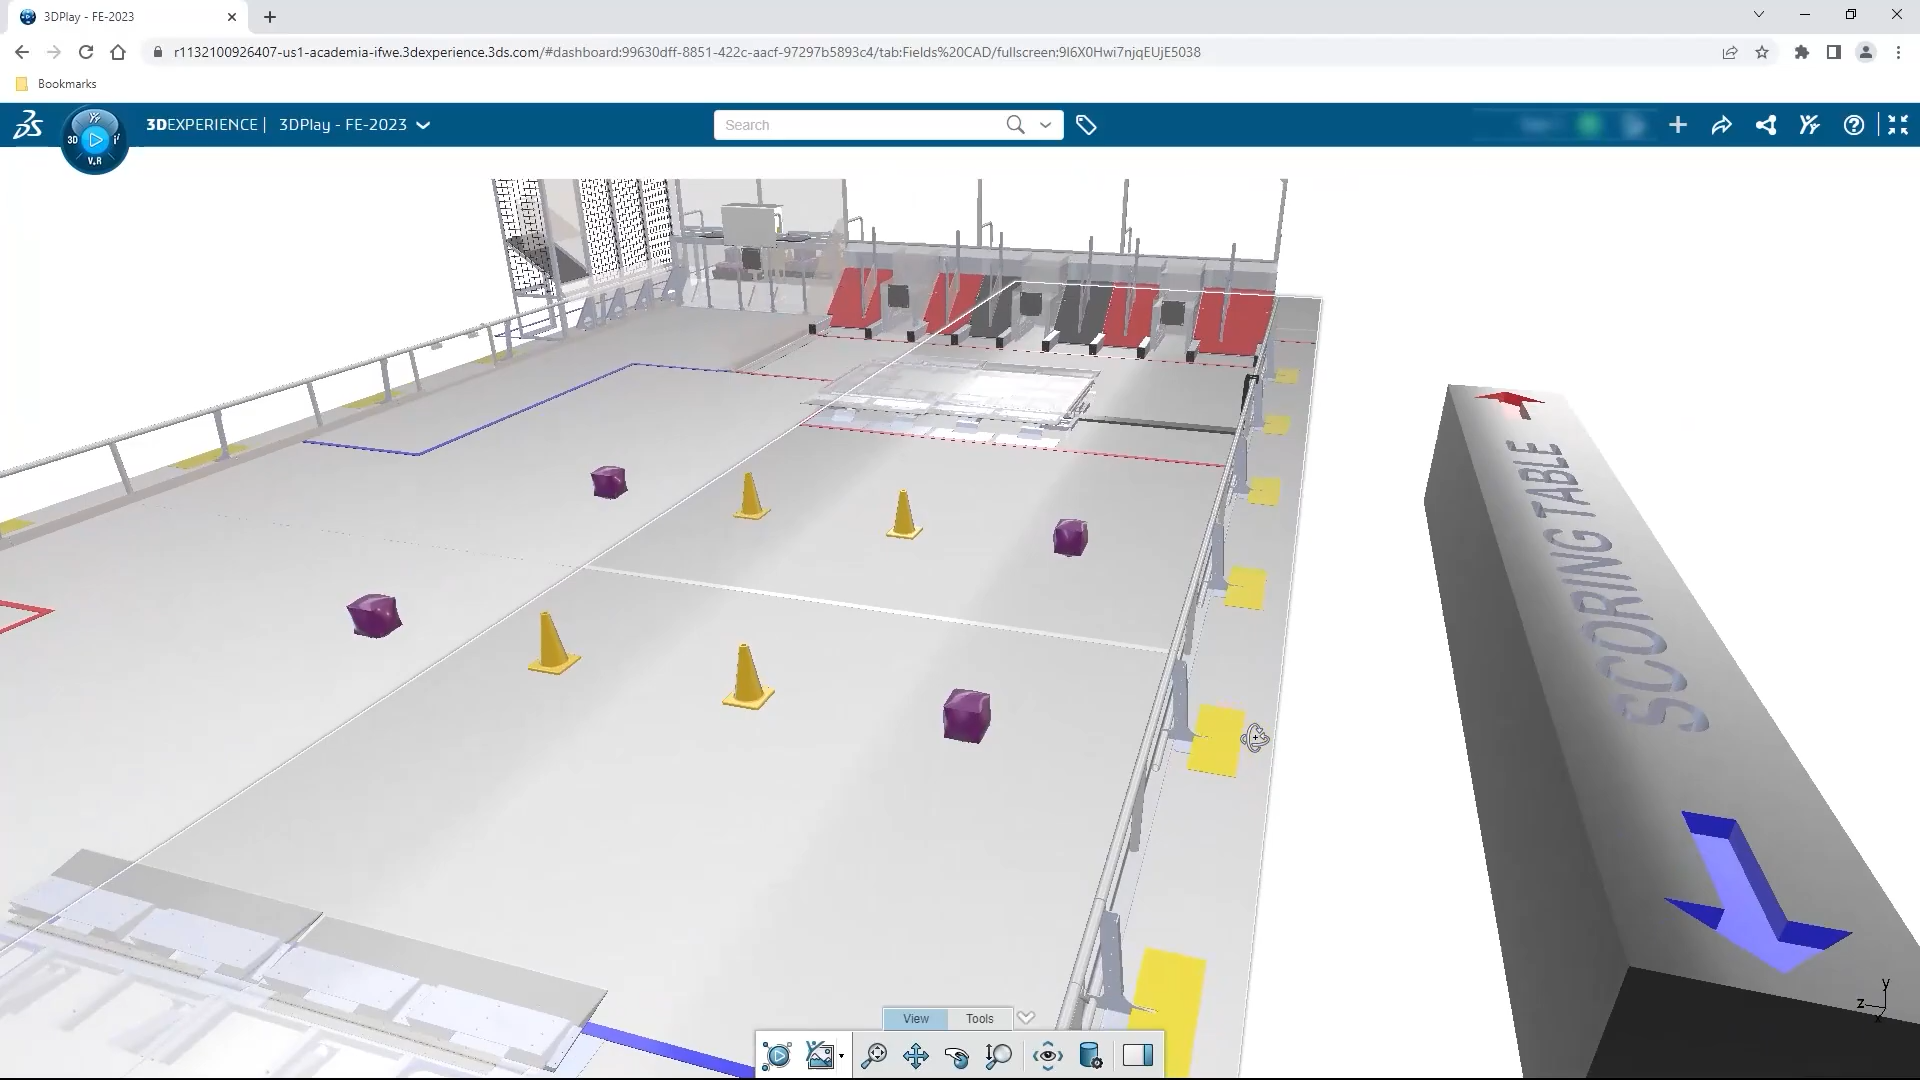 3DPlay - FE-2023
r1132100926407-us1-academia-ifwe.3dexperience.3ds.com/#dashboard:99630dff-8851-422c-aacf-97297b5893c4/tab:Fields%20CAD/fullscreen:9I6X0Hwi7njqEUjE5038
Bookmarks
3D
V.R
3DEXPERIENCE | 3DPlay - FE-2023
Search
SCORING TABLE
y
z
x
View
Tools